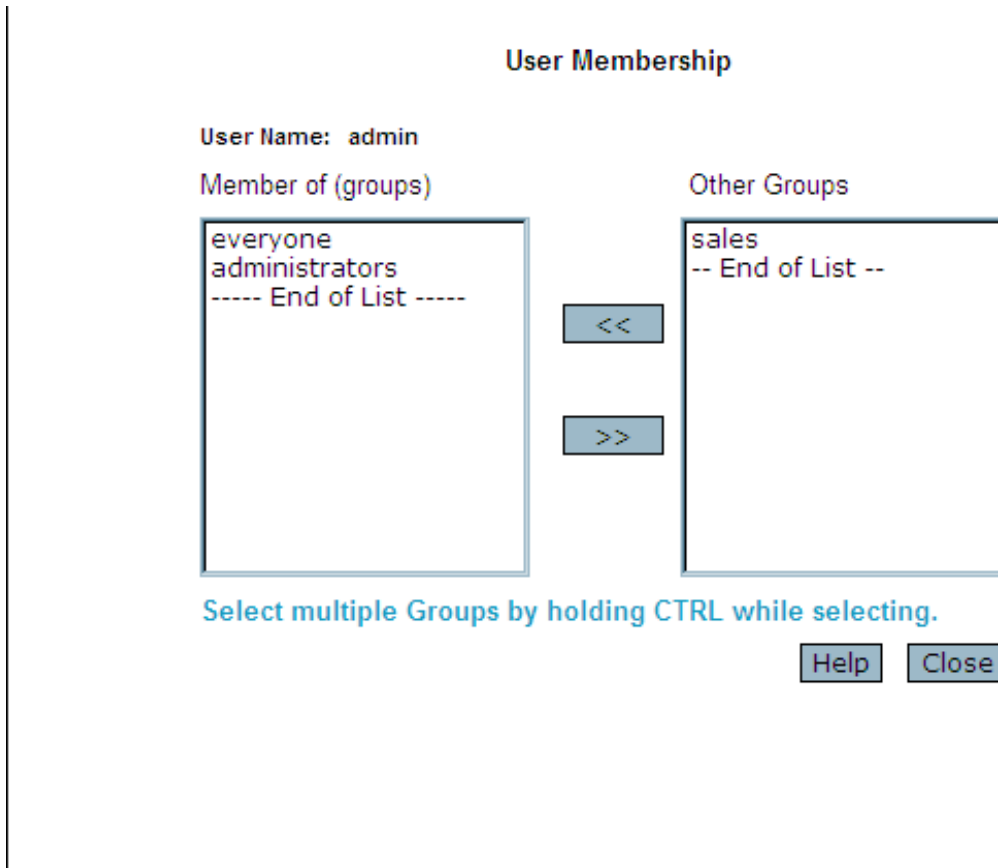 User Membership
User Name: admin
Member of (groups)
Other Groups
everyone
administrators
----- End of List -----
sales
-- End of List --
<<
>>
Select multiple Groups by holding CTRL while selecting.
Help
Close